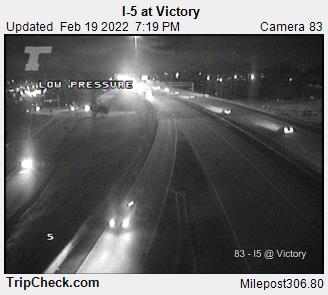 I-5 at Victory
Updated Feb 19 2022 7:19 PM Camera 83
T
LOW PRESSURE
S
83 - I5 @ Victory
TripCheck.com Milepost306.80